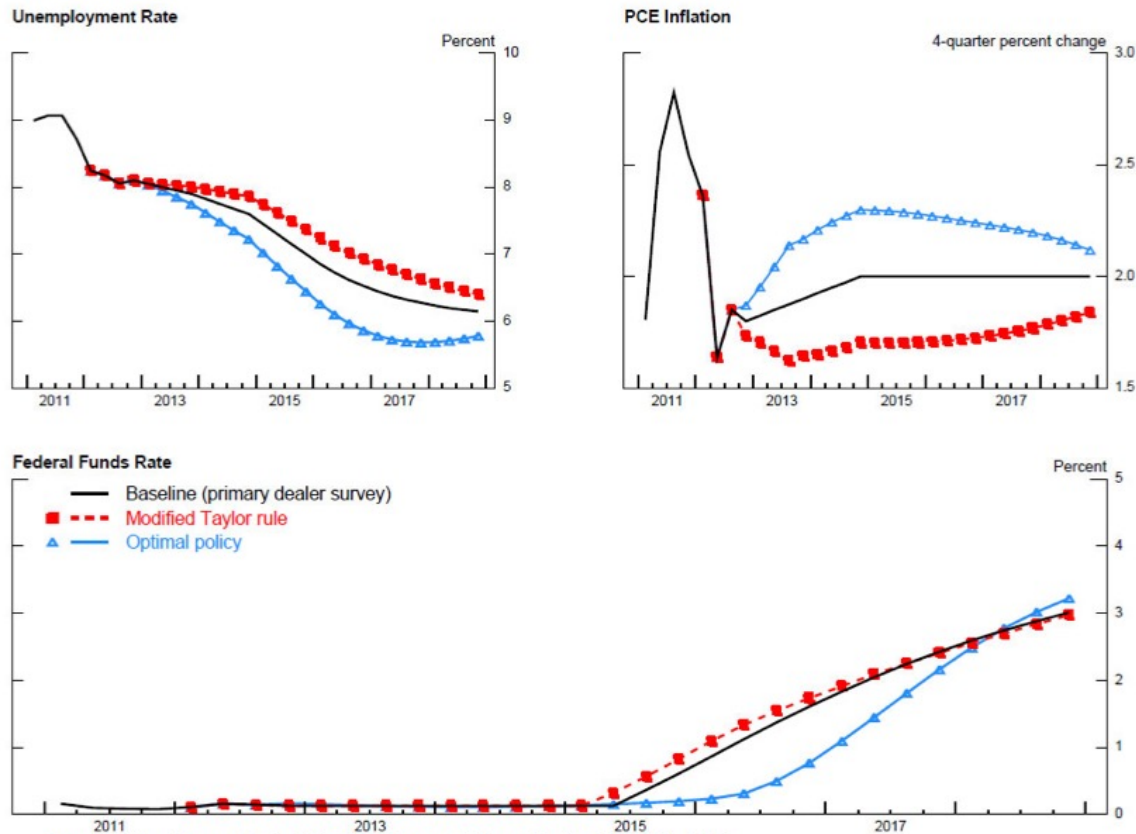 Unemployment Rate
Percent
10
9
8
7
6
5
2011 2013 2015 2017
PCE Inflation
4-quarter percent change
3.0
2.5
2.0
1.5
2011 2013 2015 2017
Federal Funds Rate
Percent
Baseline (primary dealer survey)
Modified Taylor rule
Optimal policy
5
4
3
2
1
0
2011 2013 2015 2017